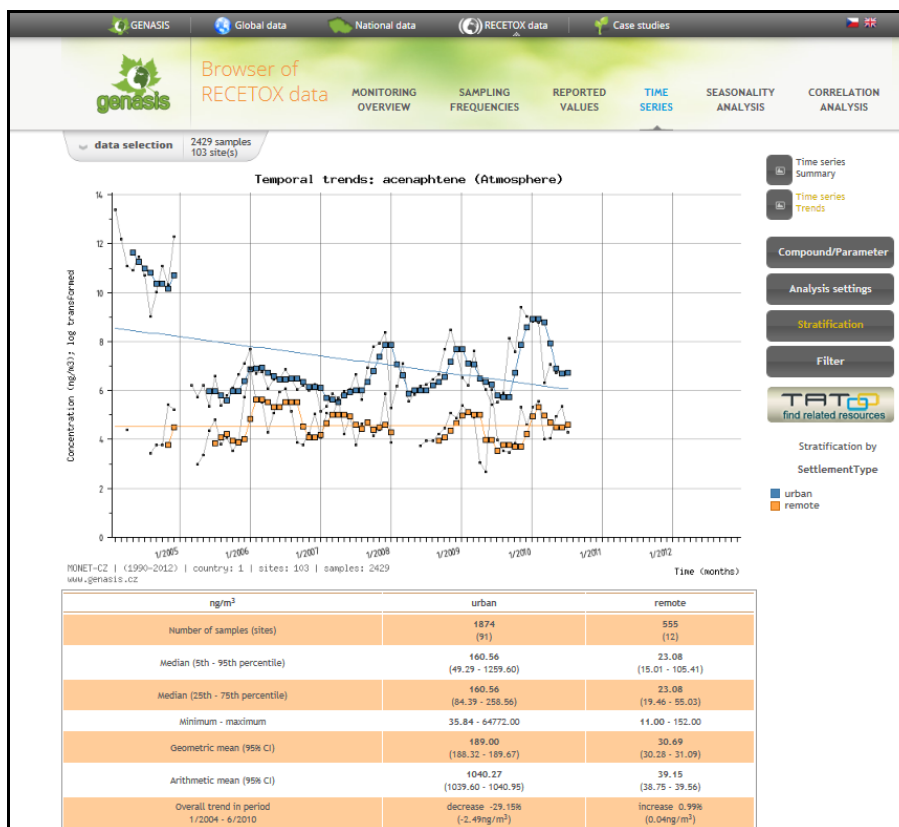 GENASIS
Global data
National data
RECETOX data
Case studies
genasis
Browser of
RECETOX data
MONITORING
OVERVIEW
SAMPLING
FREQUENCIES
REPORTED
VALUES
TIME
SERIES
SEASONALITY
ANALYSIS
CORRELATION
ANALYSIS
data selection
2429 samples
103 site(s)
Time series
Summary
Time series
Trends
Compound/Parameter
Analysis settings
Stratification
Filter
TAT
find related resources
Stratification by
SettlementType
urban
remote
Temporal trends: acenaphtene (Atmosphere)
Concentration (ng/m3); log transformed
14
12
10
8
6
4
2
0
1/2005 1/2006 1/2007 1/2008 1/2009 1/2010 1/2011 1/2012
Time (months)
MONET-CZ | (1990-2012) | country: 1 | sites: 103 | samples: 2429
www.genasis.cz
ng/m³ urban remote
Number of samples (sites) 1874 (91) 555 (12)
Median (5th - 95th percentile) 160.56 (49.29 - 1259.60) 23.08 (15.01 - 105.41)
Median (25th - 75th percentile) 160.56 (84.39 - 258.56) 23.08 (19.46 - 55.03)
Minimum - maximum 35.84 - 64772.00 11.00 - 152.00
Geometric mean (95% CI) 189.00 (188.32 - 189.67) 30.69 (30.28 - 31.09)
Arithmetic mean (95% CI) 1040.27 (1039.60 - 1040.95) 39.15 (38.75 - 39.56)
Overall trend in period 1/2004 - 6/2010 decrease -29.15% (-2.49ng/m³) increase 0.99% (0.04ng/m³)